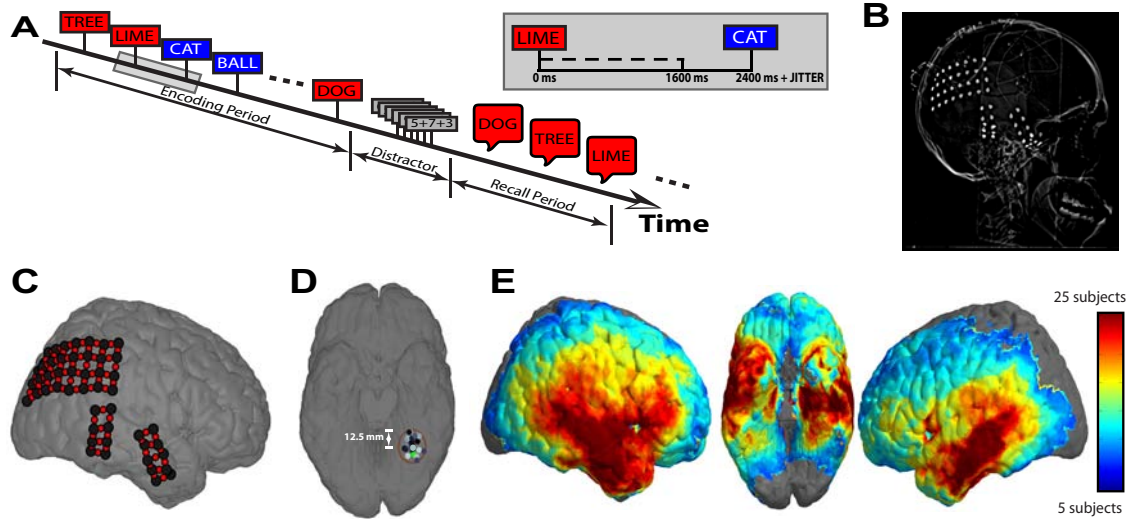 A
TREE
LIME
CAT
BALL
DOG
5+7+3
DOG
TREE
LIME
Encoding Period
Distractor
Recall Period
Time
LIME
CAT
0 ms
1600 ms
2400 ms + JITTER
B
C
D
12.5 mm
E
25 subjects
5 subjects